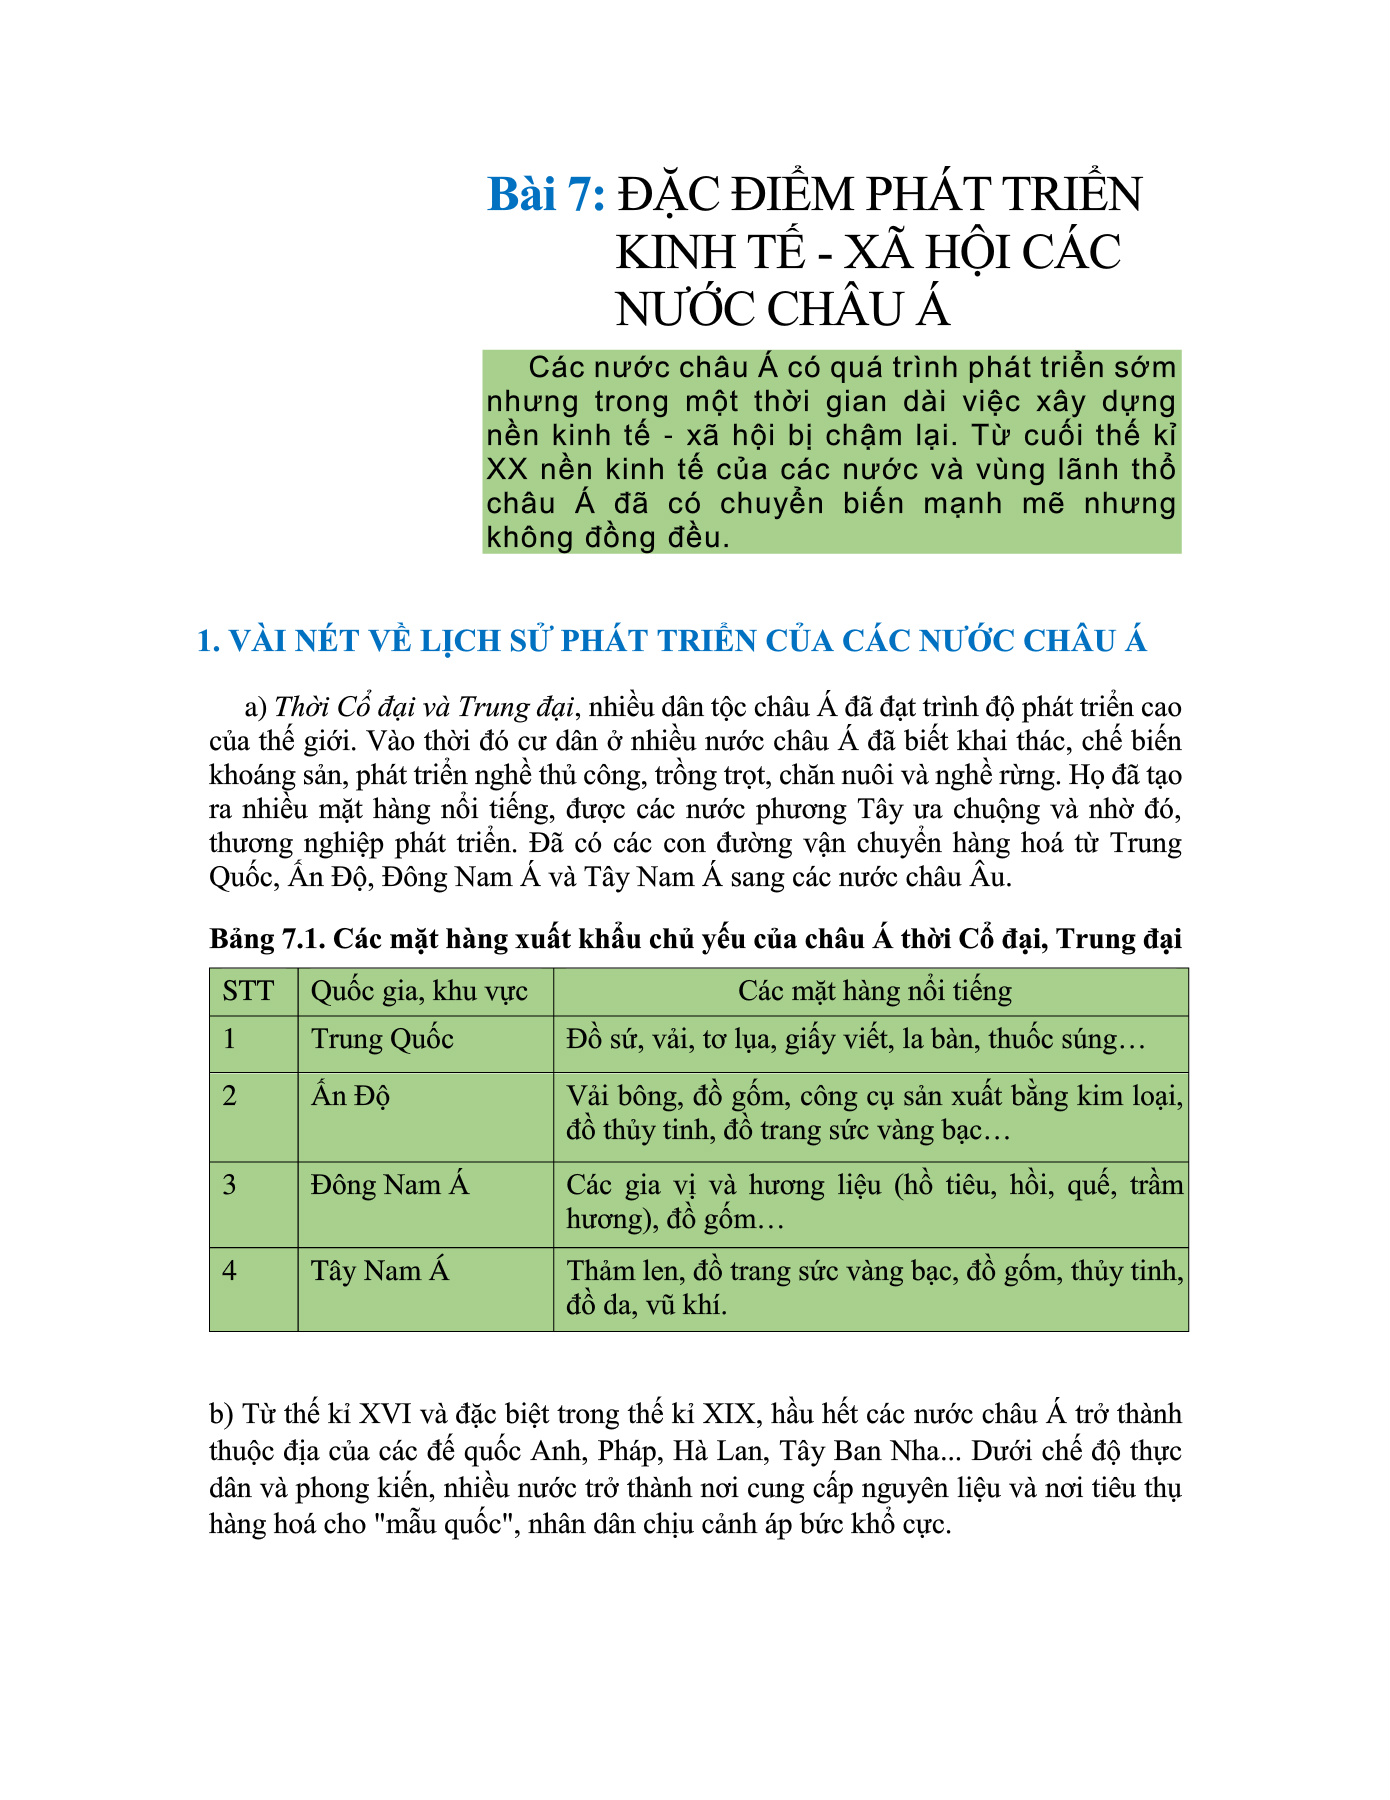 Bài 7: ĐẶC ĐIỂM PHÁT TRIỂN
KINH TẾ - XÃ HỘI CÁC
NƯỚC CHÂU Á
Các nước châu Á có quá trình phát triển sớm
nhưng trong một thời gian dài việc xây dựng
nền kinh tế - xã hội bị chậm lại. Từ cuối thế kỉ
XX nền kinh tế của các nước và vùng lãnh thổ
châu Á đã có chuyển biến mạnh mẽ nhưng
không đồng đều.
1. VÀI NÉT VỀ LỊCH SỬ PHÁT TRIỂN CỦA CÁC NƯỚC CHÂU Á
a) Thời Cổ đại và Trung đại, nhiều dân tộc châu Á đã đạt trình độ phát triển cao
của thế giới. Vào thời đó cư dân ở nhiều nước châu Á đã biết khai thác, chế biến
khoáng sản, phát triển nghề thủ công, trồng trọt, chăn nuôi và nghề rừng. Họ đã tạo
ra nhiều mặt hàng nổi tiếng, được các nước phương Tây ưa chuộng và nhờ đó,
thương nghiệp phát triển. Đã có các con đường vận chuyển hàng hoá từ Trung
Quốc, Ấn Độ, Đông Nam Á và Tây Nam Á sang các nước châu Âu.
Bảng 7.1. Các mặt hàng xuất khẩu chủ yếu của châu Á thời Cổ đại, Trung đại
STT Quốc gia, khu vực Các mặt hàng nổi tiếng
1 Trung Quốc Đồ sứ, vải, tơ lụa, giấy viết, la bàn, thuốc súng…
2 Ấn Độ Vải bông, đồ gốm, công cụ sản xuất bằng kim loại,
đồ thủy tinh, đồ trang sức vàng bạc…
3 Đông Nam Á Các gia vị và hương liệu (hồ tiêu, hồi, quế, trầm
hương), đồ gốm…
4 Tây Nam Á Thảm len, đồ trang sức vàng bạc, đồ gốm, thủy tinh,
đồ da, vũ khí.
b) Từ thế kỉ XVI và đặc biệt trong thế kỉ XIX, hầu hết các nước châu Á trở thành
thuộc địa của các đế quốc Anh, Pháp, Hà Lan, Tây Ban Nha... Dưới chế độ thực
dân và phong kiến, nhiều nước trở thành nơi cung cấp nguyên liệu và nơi tiêu thụ
hàng hoá cho "mẫu quốc", nhân dân chịu cảnh áp bức khổ cực.